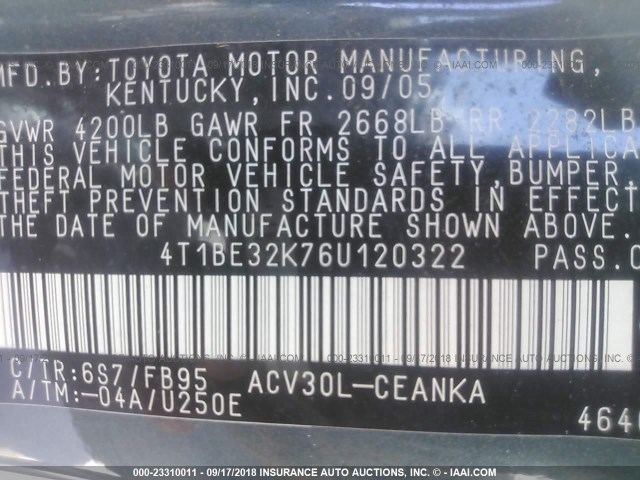 MFD. BY: TOYOTA MOTOR MANUFACTURING,
KENTUCKY, INC. 09/05
GVWR 4200LB GAWR FR 2668LB RR 2282LB
THIS VEHICLE CONFORMS TO ALL APPLICA
FEDERAL MOTOR VEHICLE SAFETY, BUMPER,
THEFT PREVENTION STANDARDS IN EFFECT
THE DATE OF MANUFACTURE SHOWN ABOVE.
4T1BE32K76U120322 PASS.C
C/TR:6S7/FB95 ACV30L-CEANKA
A/TM:-04A/U250E 4646
000-23310011 - 09/17/2018 INSURANCE AUTO AUCTIONS, INC. - IAAI.COM